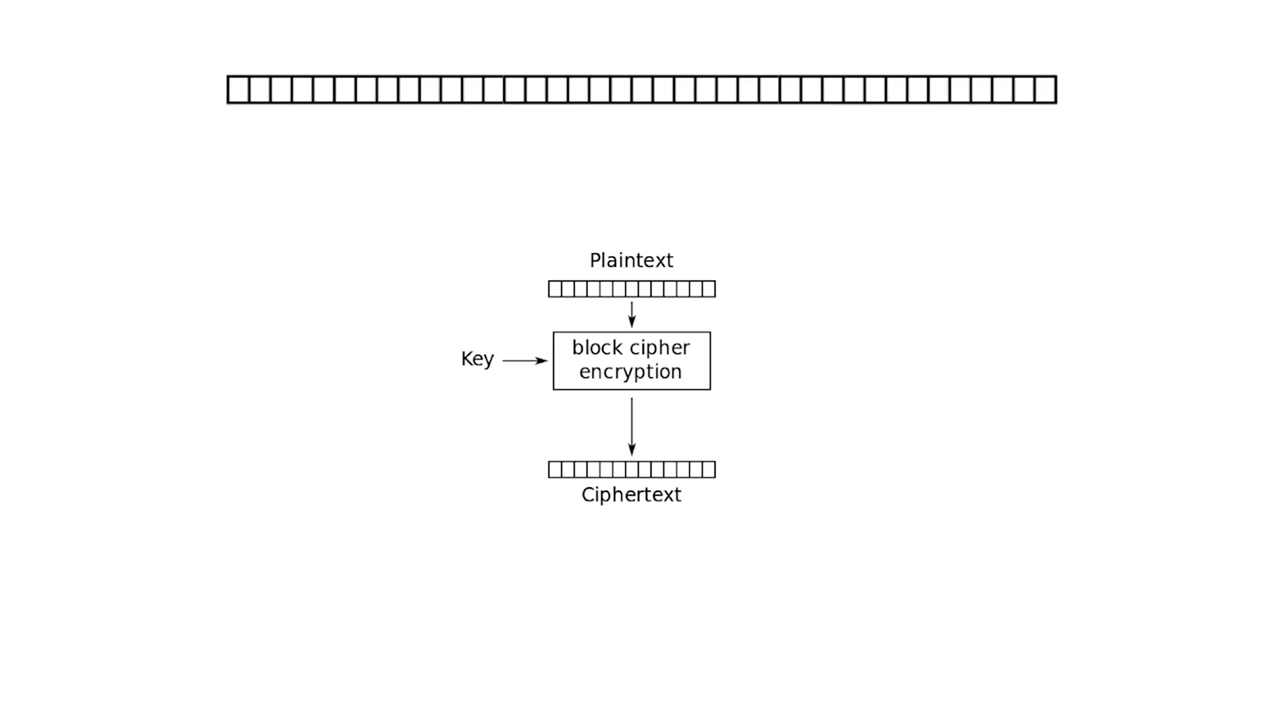 Plaintext
Key
block cipher
encryption
Ciphertext